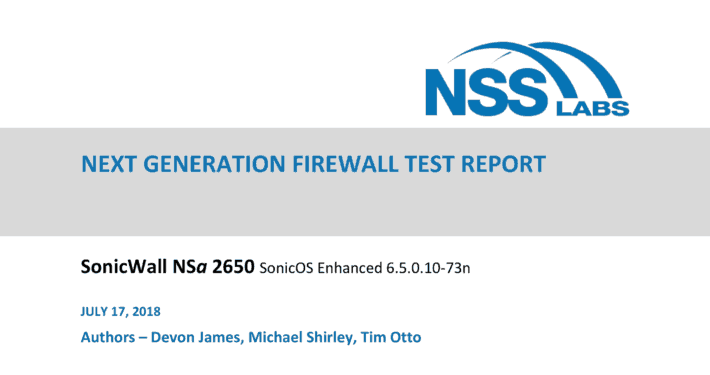 NSS LABS
NEXT GENERATION FIREWALL TEST REPORT
SonicWall NSa 2650 SonicOS Enhanced 6.5.0.10-73n
JULY 17, 2018
Authors – Devon James, Michael Shirley, Tim Otto